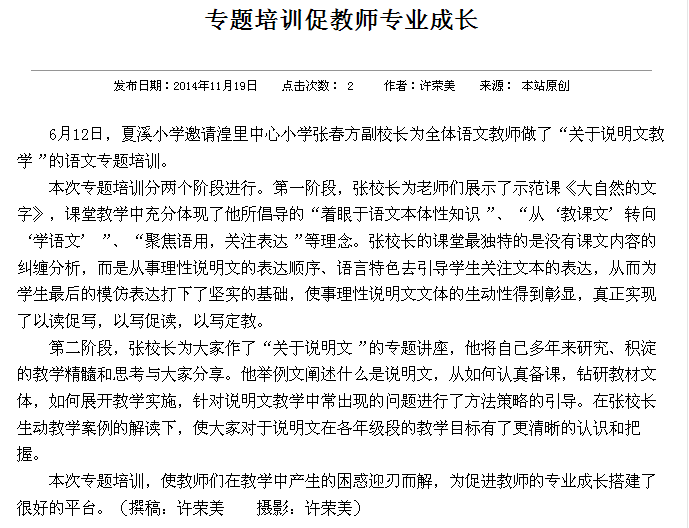 专题培训促教师专业成长
发布日期：2014年11月19日 点击次数： 2 作者：许荣美 来源： 本站原创
6月12日，夏溪小学邀请湟里中心小学张春方副校长为全体语文教师做了“关于说明文教
学 ”的语文专题培训。
本次专题培训分两个阶段进行。第一阶段，张校长为老师们展示了示范课《大自然的文
字》，课堂教学中充分体现了他所倡导的“着眼于语文本体性知识 ”、“从‘教课文’转向
‘学语文’ ”、“聚焦语用，关注表达 ”等理念。张校长的课堂最独特的是没有课文内容的
纠缠分析，而是从事理性说明文的表达顺序、语言特色去引导学生关注文本的表达，从而为
学生最后的模仿表达打下了坚实的基础，使事理性说明文文体的生动性得到彰显，真正实现
了以读促写，以写促读，以写定教。
第二阶段，张校长为大家作了“关于说明文 ”的专题讲座，他将自己多年来研究、积淀
的教学精髓和思考与大家分享。他举例文阐述什么是说明文，从如何认真备课，钻研教材文
体，如何展开教学实施，针对说明文教学中常出现的问题进行了方法策略的引导。在张校长
生动教学案例的解读下，使大家对于说明文在各年级段的教学目标有了更清晰的认识和把
握。
本次专题培训，使教师们在教学中产生的困惑迎刃而解，为促进教师的专业成长搭建了
很好的平台。（撰稿：许荣美 摄影：许荣美）